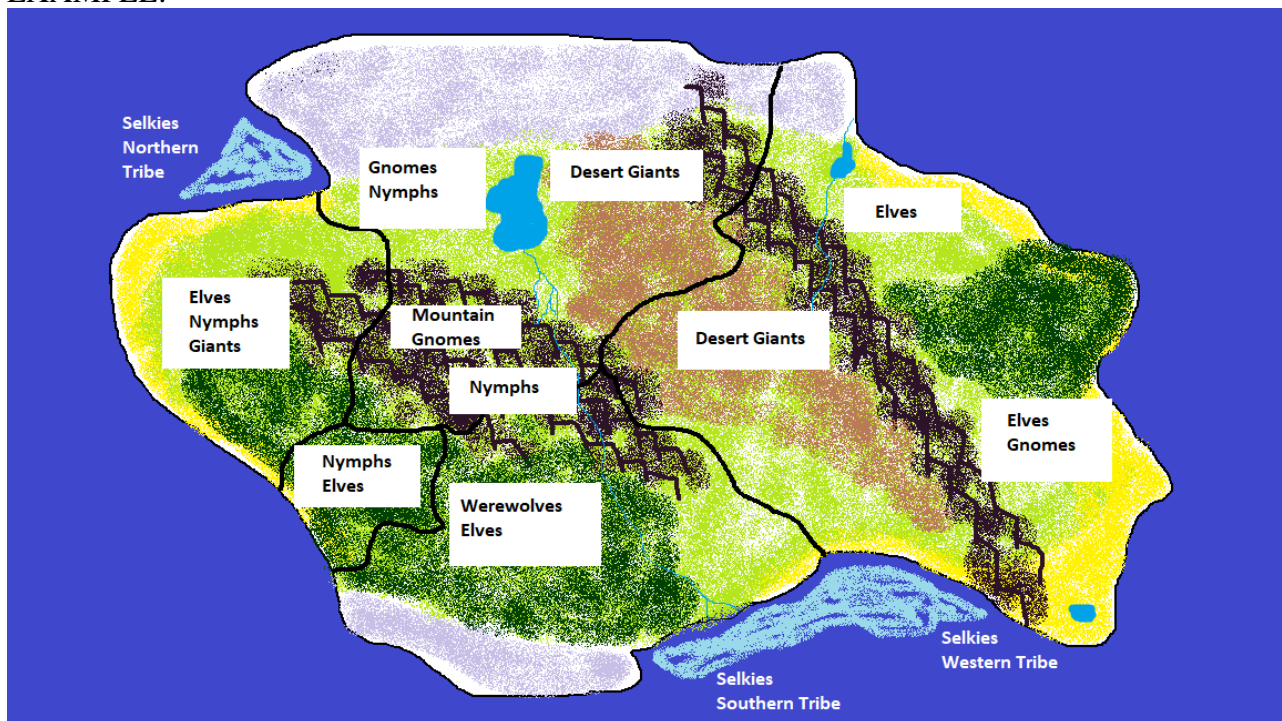 Selkies
Northern
Tribe
Gnomes
Nymphs
Desert Giants
Elves
Elves
Nymphs
Giants
Mountain
Gnomes
Desert Giants
Nymphs
Elves
Gnomes
Nymphs
Elves
Werewolves
Elves
Selkies
Western Tribe
Selkies
Southern Tribe